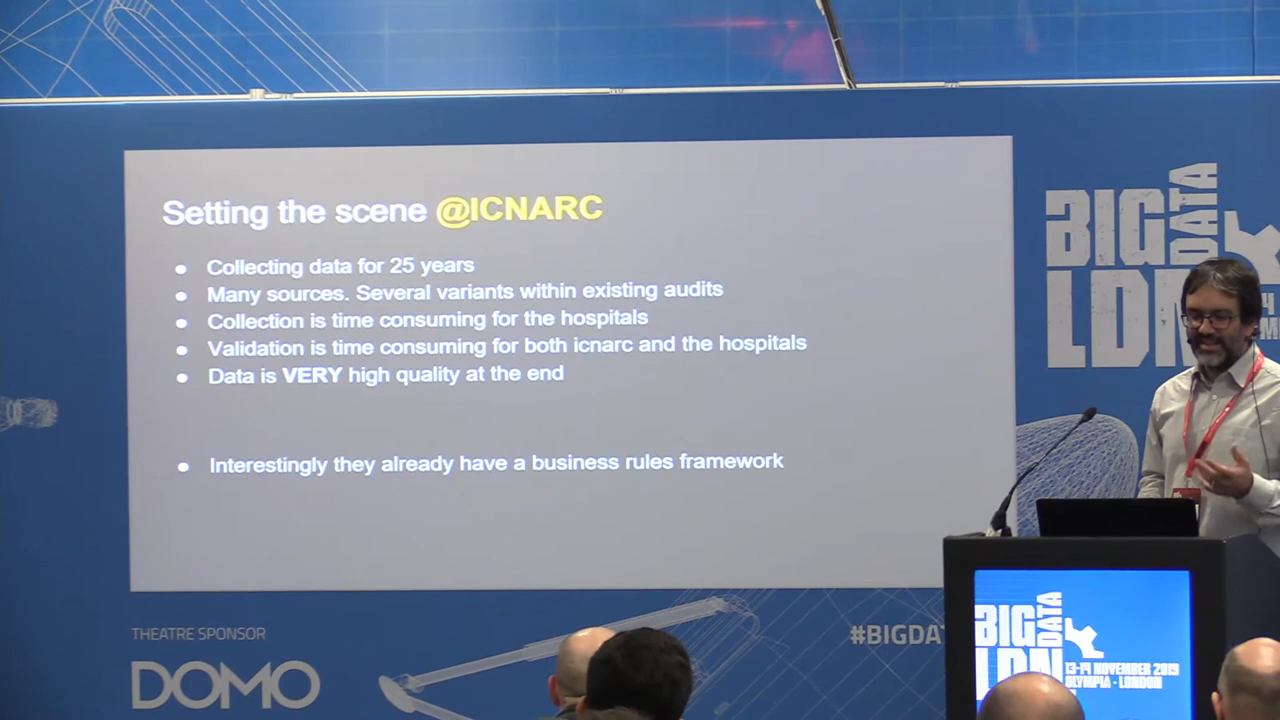 Setting the scene @ICNARC
● Collecting data for 25 years
● Many sources. Several variants within existing audits
● Collection is time consuming for the hospitals
● Validation is time consuming for both icnarc and the hospitals
● Data is VERY high quality at the end
● Interestingly they already have a business rules framework
BIG
DATA
LD
THEATRE SPONSOR
DOMO
#BIGDA
BIG
DATA
LDN
13-14 NOVEMBER 2019
OLYMPIA - LONDON